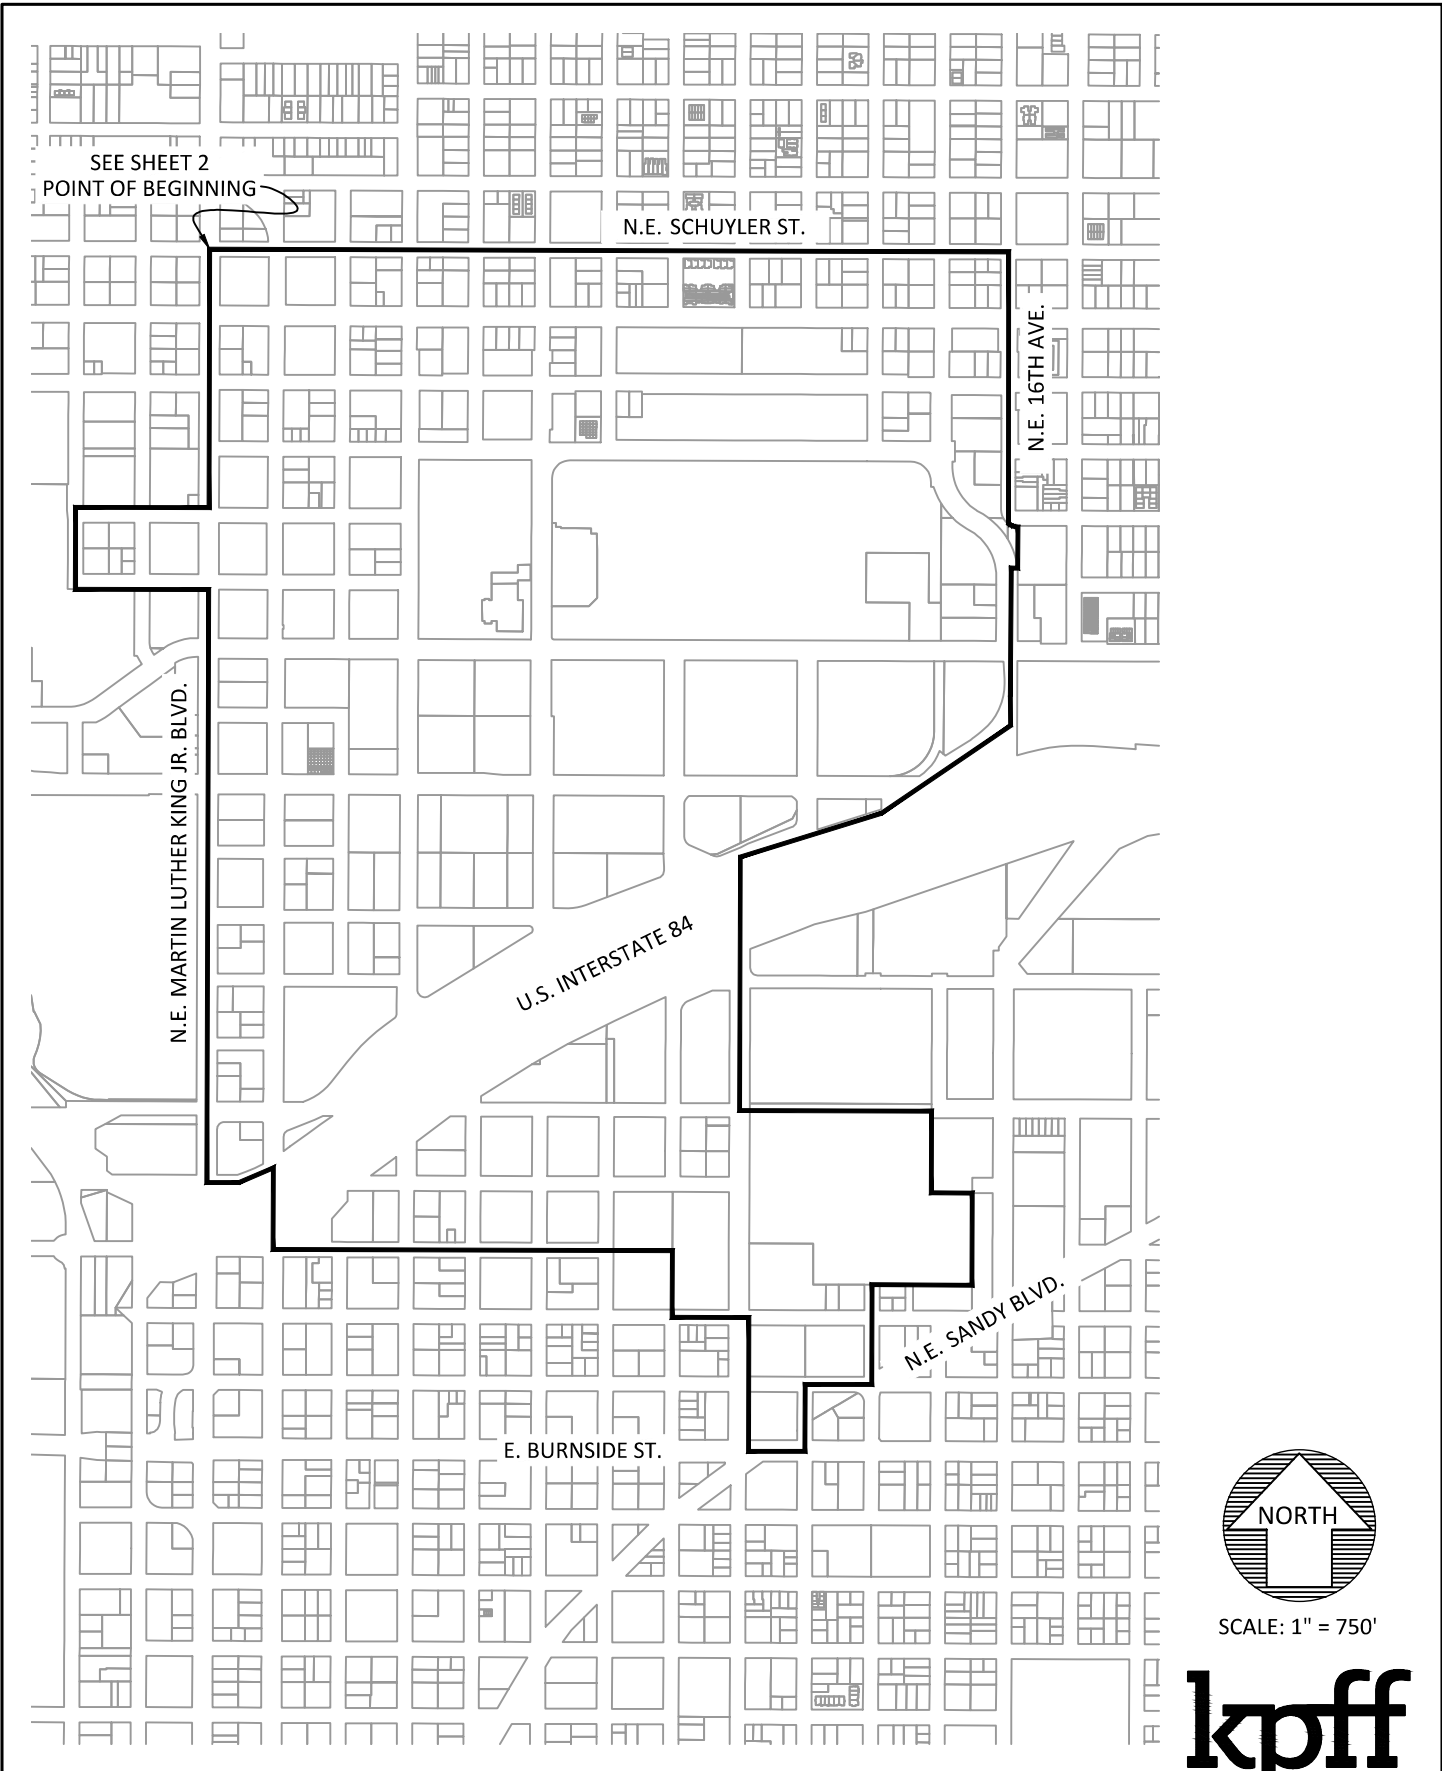 SEE SHEET 2
POINT OF BEGINNING
N.E. SCHUYLER ST.
N.E. 16TH AVE.
N.E. MARTIN LUTHER KING JR. BLVD.
U.S. INTERSTATE 84
N.E. SANDY BLVD.
E. BURNSIDE ST.
NORTH
SCALE: 1" = 750'
kpff